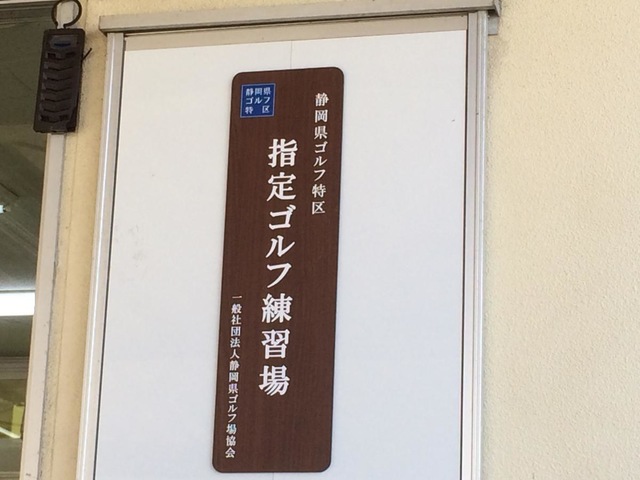 静岡県
ゴルフ
特区
静岡県ゴルフ特区
指定ゴルフ練習場
一般社団法人静岡県ゴルフ場協会